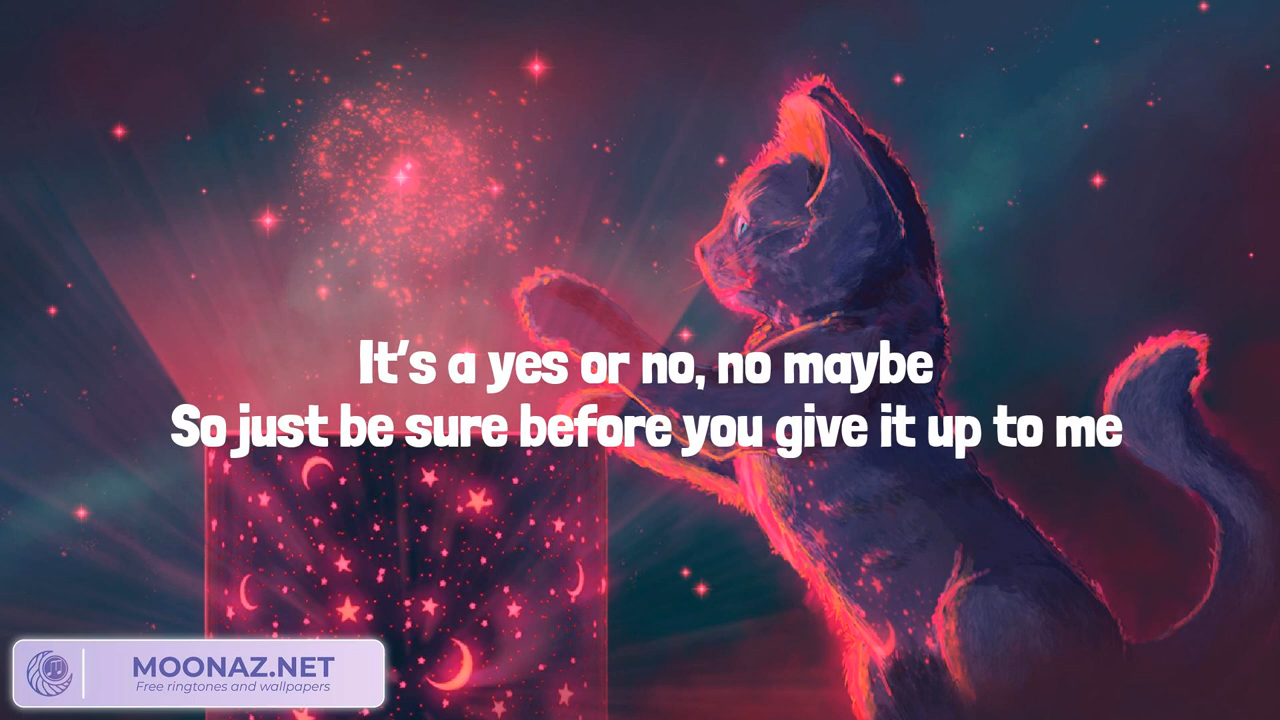 It's a yes or no, no maybe
So just be sure before you give it up to me
MOONAZ.NET
Free ringtones and wallpapers